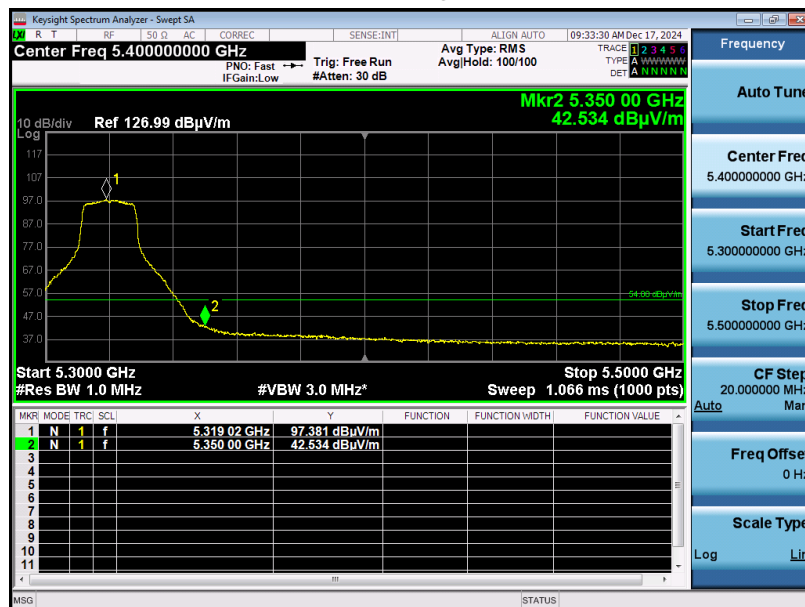 Keysight Spectrum Analyzer - Swept SA
LXI R T RF 50 Ω AC CORREC SENSE:INT ALIGN AUTO 09:33:30 AM Dec 17, 2024
Center Freq 5.400000000 GHz
PNO: Fast
IFGain:Low
Trig: Free Run
#Atten: 30 dB
Avg Type: RMS
Avg|Hold: 100/100
TRACE 1 2 3 4 5 6
TYPE A W W W W W
DET A N N N N N
Mkr2 5.350 00 GHz
42.534 dBµV/m
10 dB/div Ref 126.99 dBµV/m
Log
117
107
97.0
87.0
77.0
67.0
57.0
47.0
37.0
1
2
54.00 dBµV/m
Start 5.3000 GHz Stop 5.5000 GHz
#Res BW 1.0 MHz #VBW 3.0 MHz* Sweep 1.066 ms (1000 pts)
MKR MODE TRC SCL X Y FUNCTION FUNCTION WIDTH FUNCTION VALUE
1 N 1 f 5.319 02 GHz 97.381 dBµV/m
2 N 1 f 5.350 00 GHz 42.534 dBµV/m
3
4
5
6
7
8
9
10
11
MSG STATUS
Frequency
Auto Tune
Center Freq
5.400000000 GHz
Start Freq
5.300000000 GHz
Stop Freq
5.500000000 GHz
CF Step
20.000000 MHz
Auto Man
Freq Offset
0 Hz
Scale Type
Log Lin